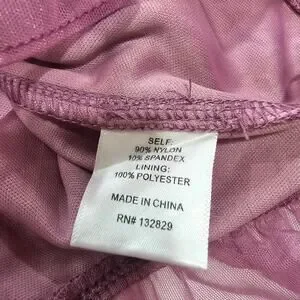 SELF:
90% NYLON
10% SPANDEX
LINING:
100% POLYESTER
MADE IN CHINA
RN# 132829